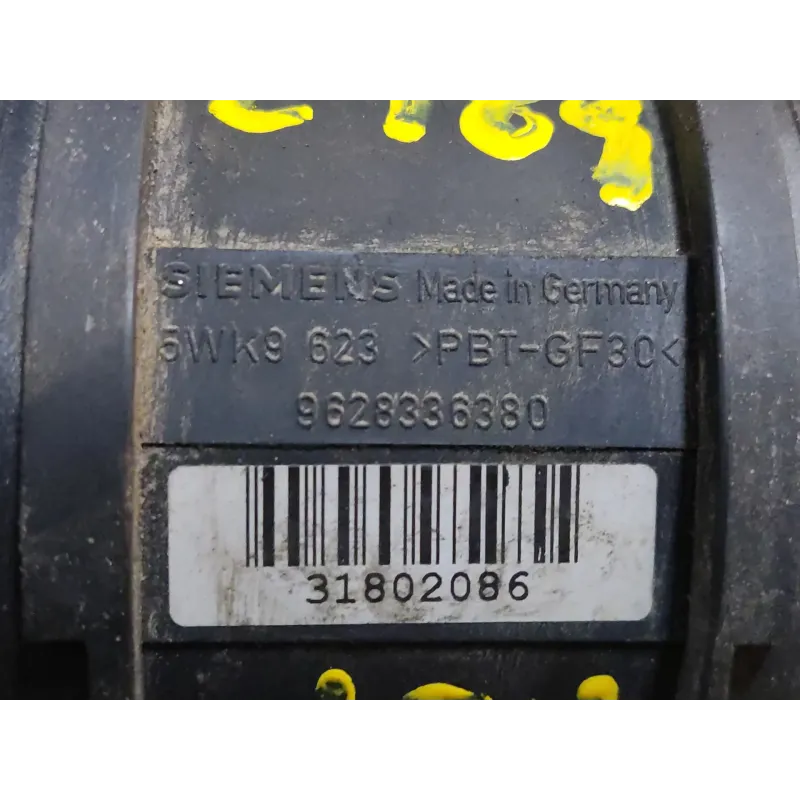 SIEMENS Made in Germany
5WK9 623 >PBT-GF30<
9628336380
31802086